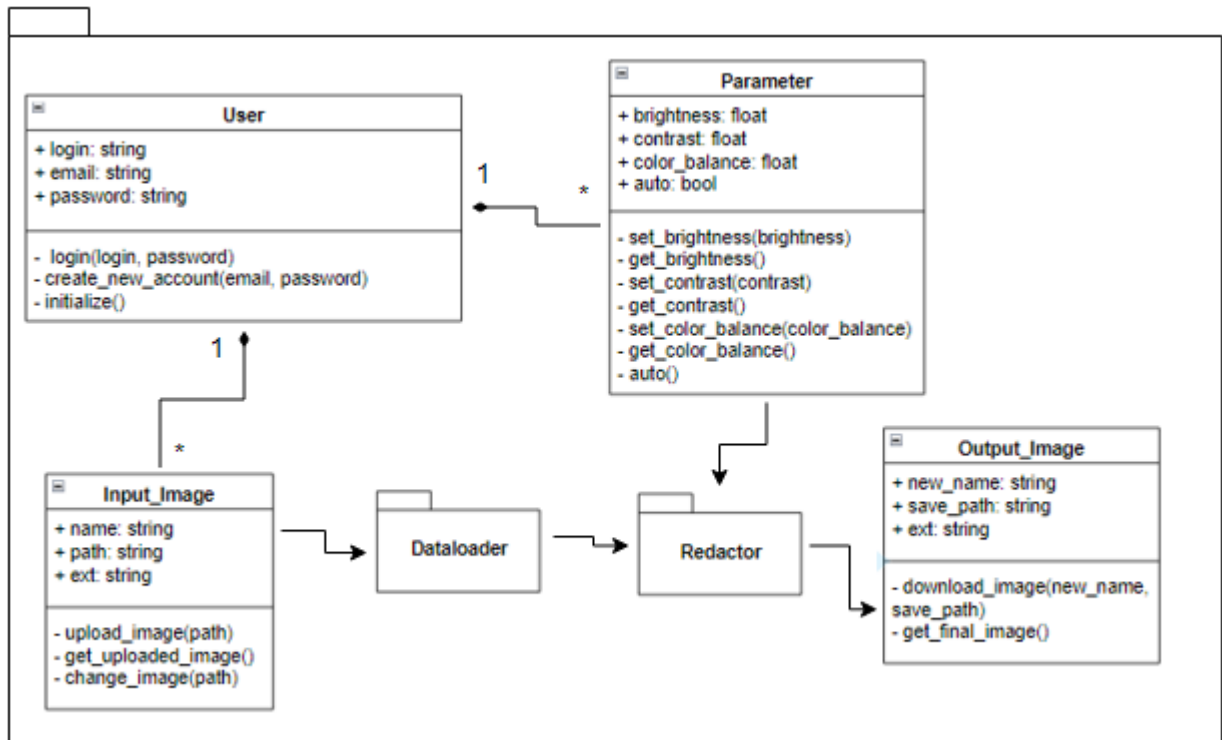 User
+ login: string
+ email: string
+ password: string
- login(login, password)
- create_new_account(email, password)
- initialize()
1
*
Parameter
+ brightness: float
+ contrast: float
+ color_balance: float
+ auto: bool
- set_brightness(brightness)
- get_brightness()
- set_contrast(contrast)
- get_contrast()
- set_color_balance(color_balance)
- get_color_balance()
- auto()
1
*
Input_Image
+ name: string
+ path: string
+ ext: string
- upload_image(path)
- get_uploaded_image()
- change_image(path)
Dataloader
Redactor
Output_Image
+ new_name: string
+ save_path: string
+ ext: string
- download_image(new_name,
save_path)
- get_final_image()